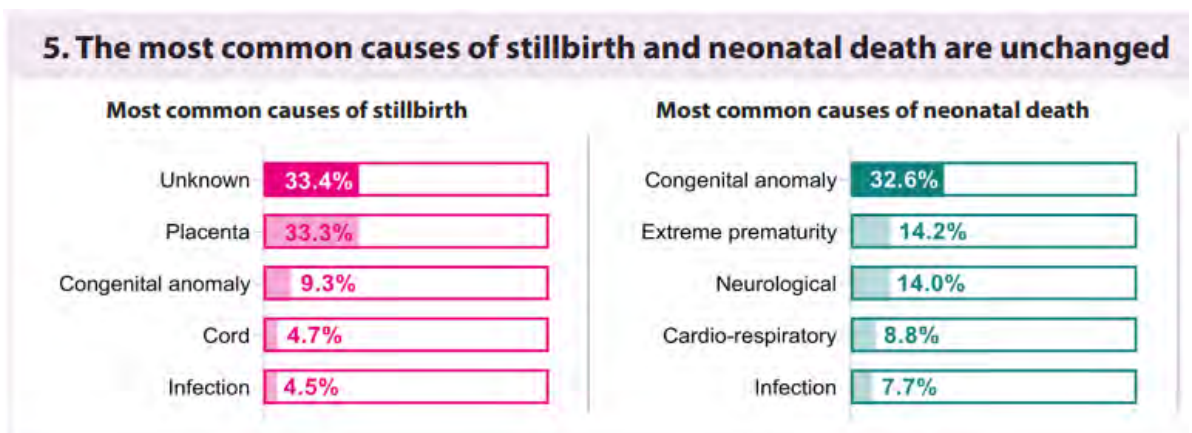 5. The most common causes of stillbirth and neonatal death are unchanged
Most common causes of stillbirth
Unknown 33.4%
Placenta 33.3%
Congenital anomaly 9.3%
Cord 4.7%
Infection 4.5%
Most common causes of neonatal death
Congenital anomaly 32.6%
Extreme prematurity 14.2%
Neurological 14.0%
Cardio-respiratory 8.8%
Infection 7.7%